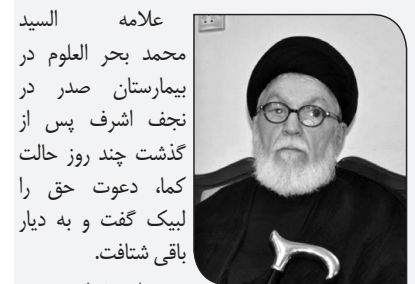 علامه السید
محمد بحر العلوم در
بیمارستان صدر در
نجف اشرف پس از
گذشت چند روز حالت
کما، دعوت حق را
لبیک گفت و به دیار
باقی شتافت.